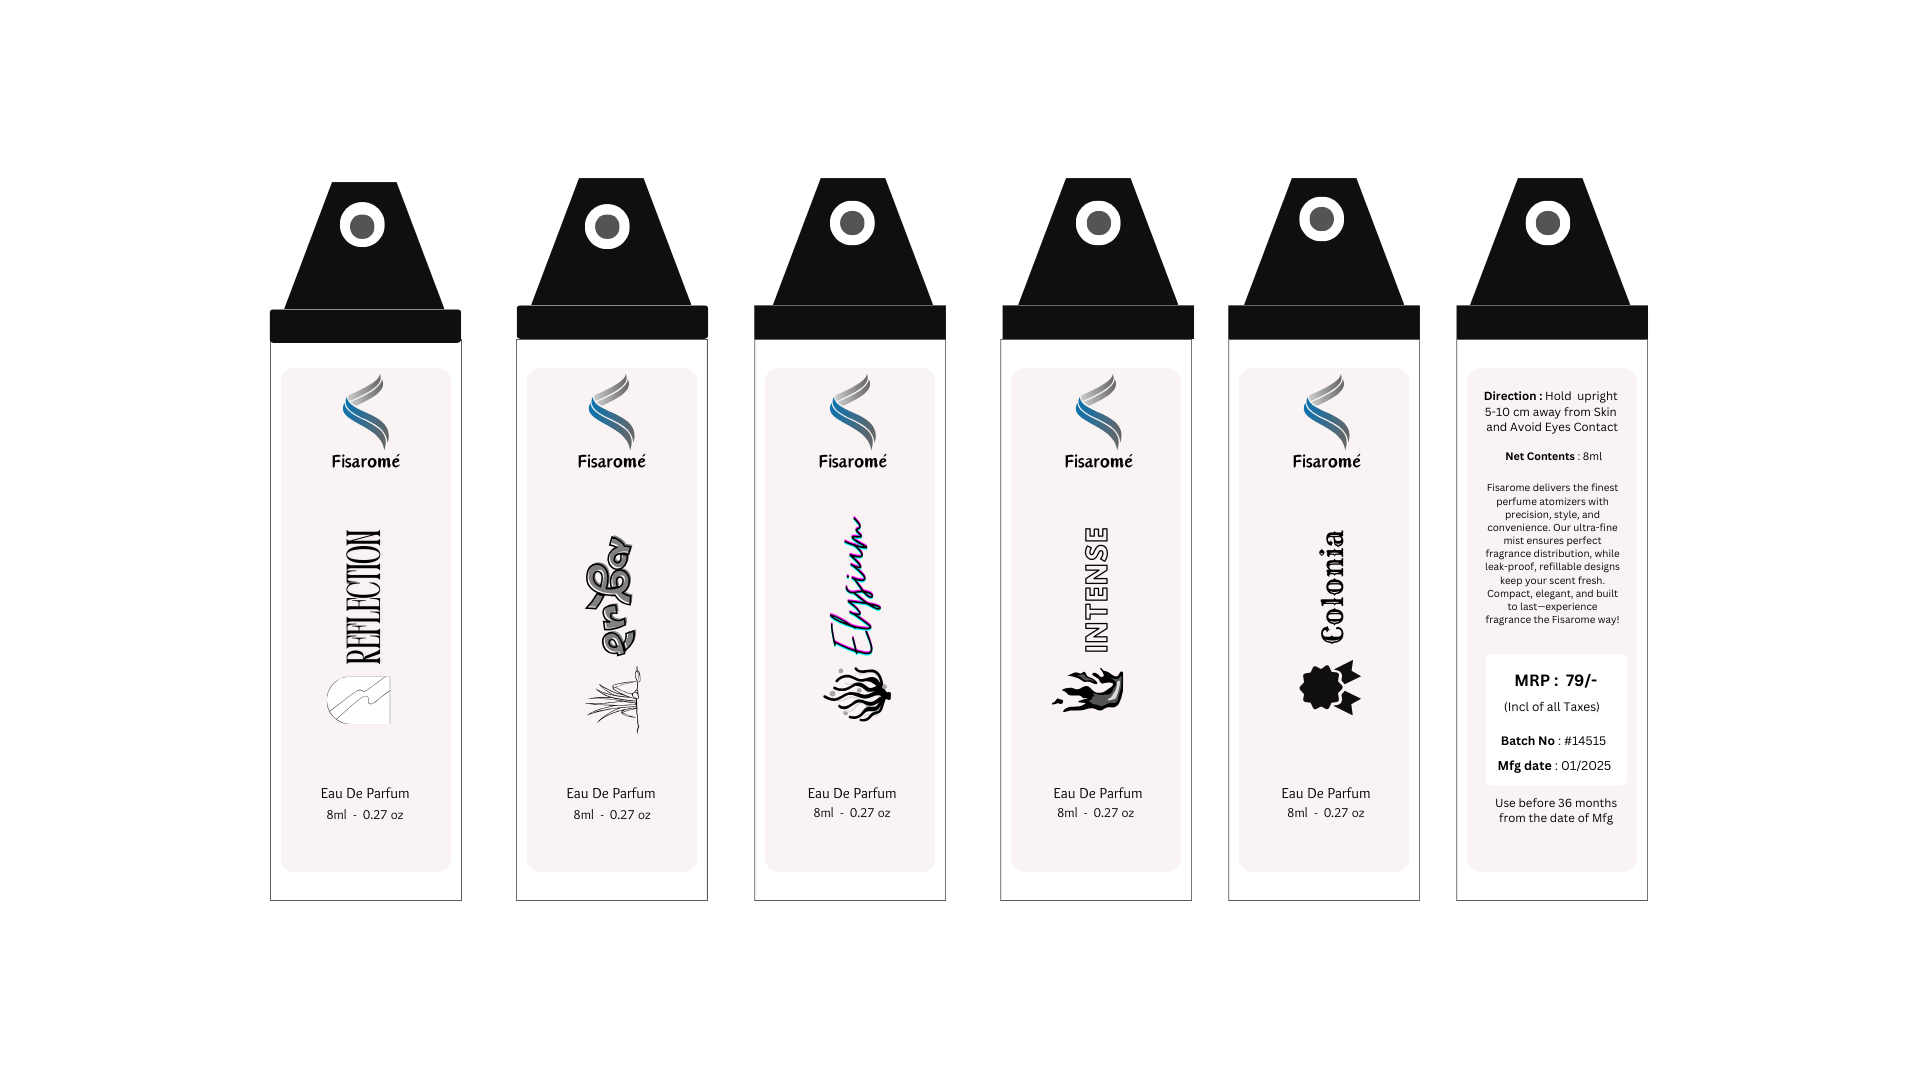 Fisaromé
REFLECTION
Eau De Parfum
8ml - 0.27 oz
Fisaromé
erba
Eau De Parfum
8ml - 0.27 oz
Fisaromé
Elysium
Eau De Parfum
8ml - 0.27 oz
Fisaromé
INTENSE
Eau De Parfum
8ml - 0.27 oz
Fisaromé
Colonia
Eau De Parfum
8ml - 0.27 oz
Direction : Hold upright
5-10 cm away from Skin
and Avoid Eyes Contact
Net Contents : 8ml
Fisarome delivers the finest
perfume atomizers with
precision, style, and
convenience. Our ultra-fine
mist ensures perfect
fragrance distribution, while
leak-proof, refillable designs
keep your scent fresh.
Compact, elegant, and built
to last—experience
fragrance the Fisarome way!
MRP : 79/-
(Incl of all Taxes)
Batch No : #14515
Mfg date : 01/2025
Use before 36 months
from the date of Mfg